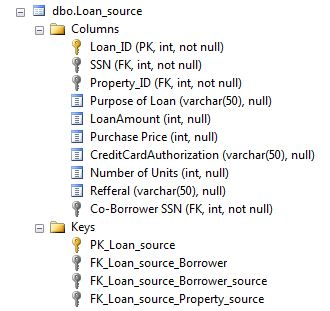 dbo.Loan_source
Columns
Loan_ID (PK, int, not null)
SSN (FK, int, not null)
Property_ID (FK, int, not null)
Purpose of Loan (varchar(50), null)
LoanAmount (int, null)
Purchase Price (int, null)
CreditCardAuthorization (varchar(50), null)
Number of Units (int, null)
Refferal (varchar(50), null)
Co-Borrower SSN (FK, int, not null)
Keys
PK_Loan_source
FK_Loan_source_Borrower
FK_Loan_source_Borrower_source
FK_Loan_source_Property_source